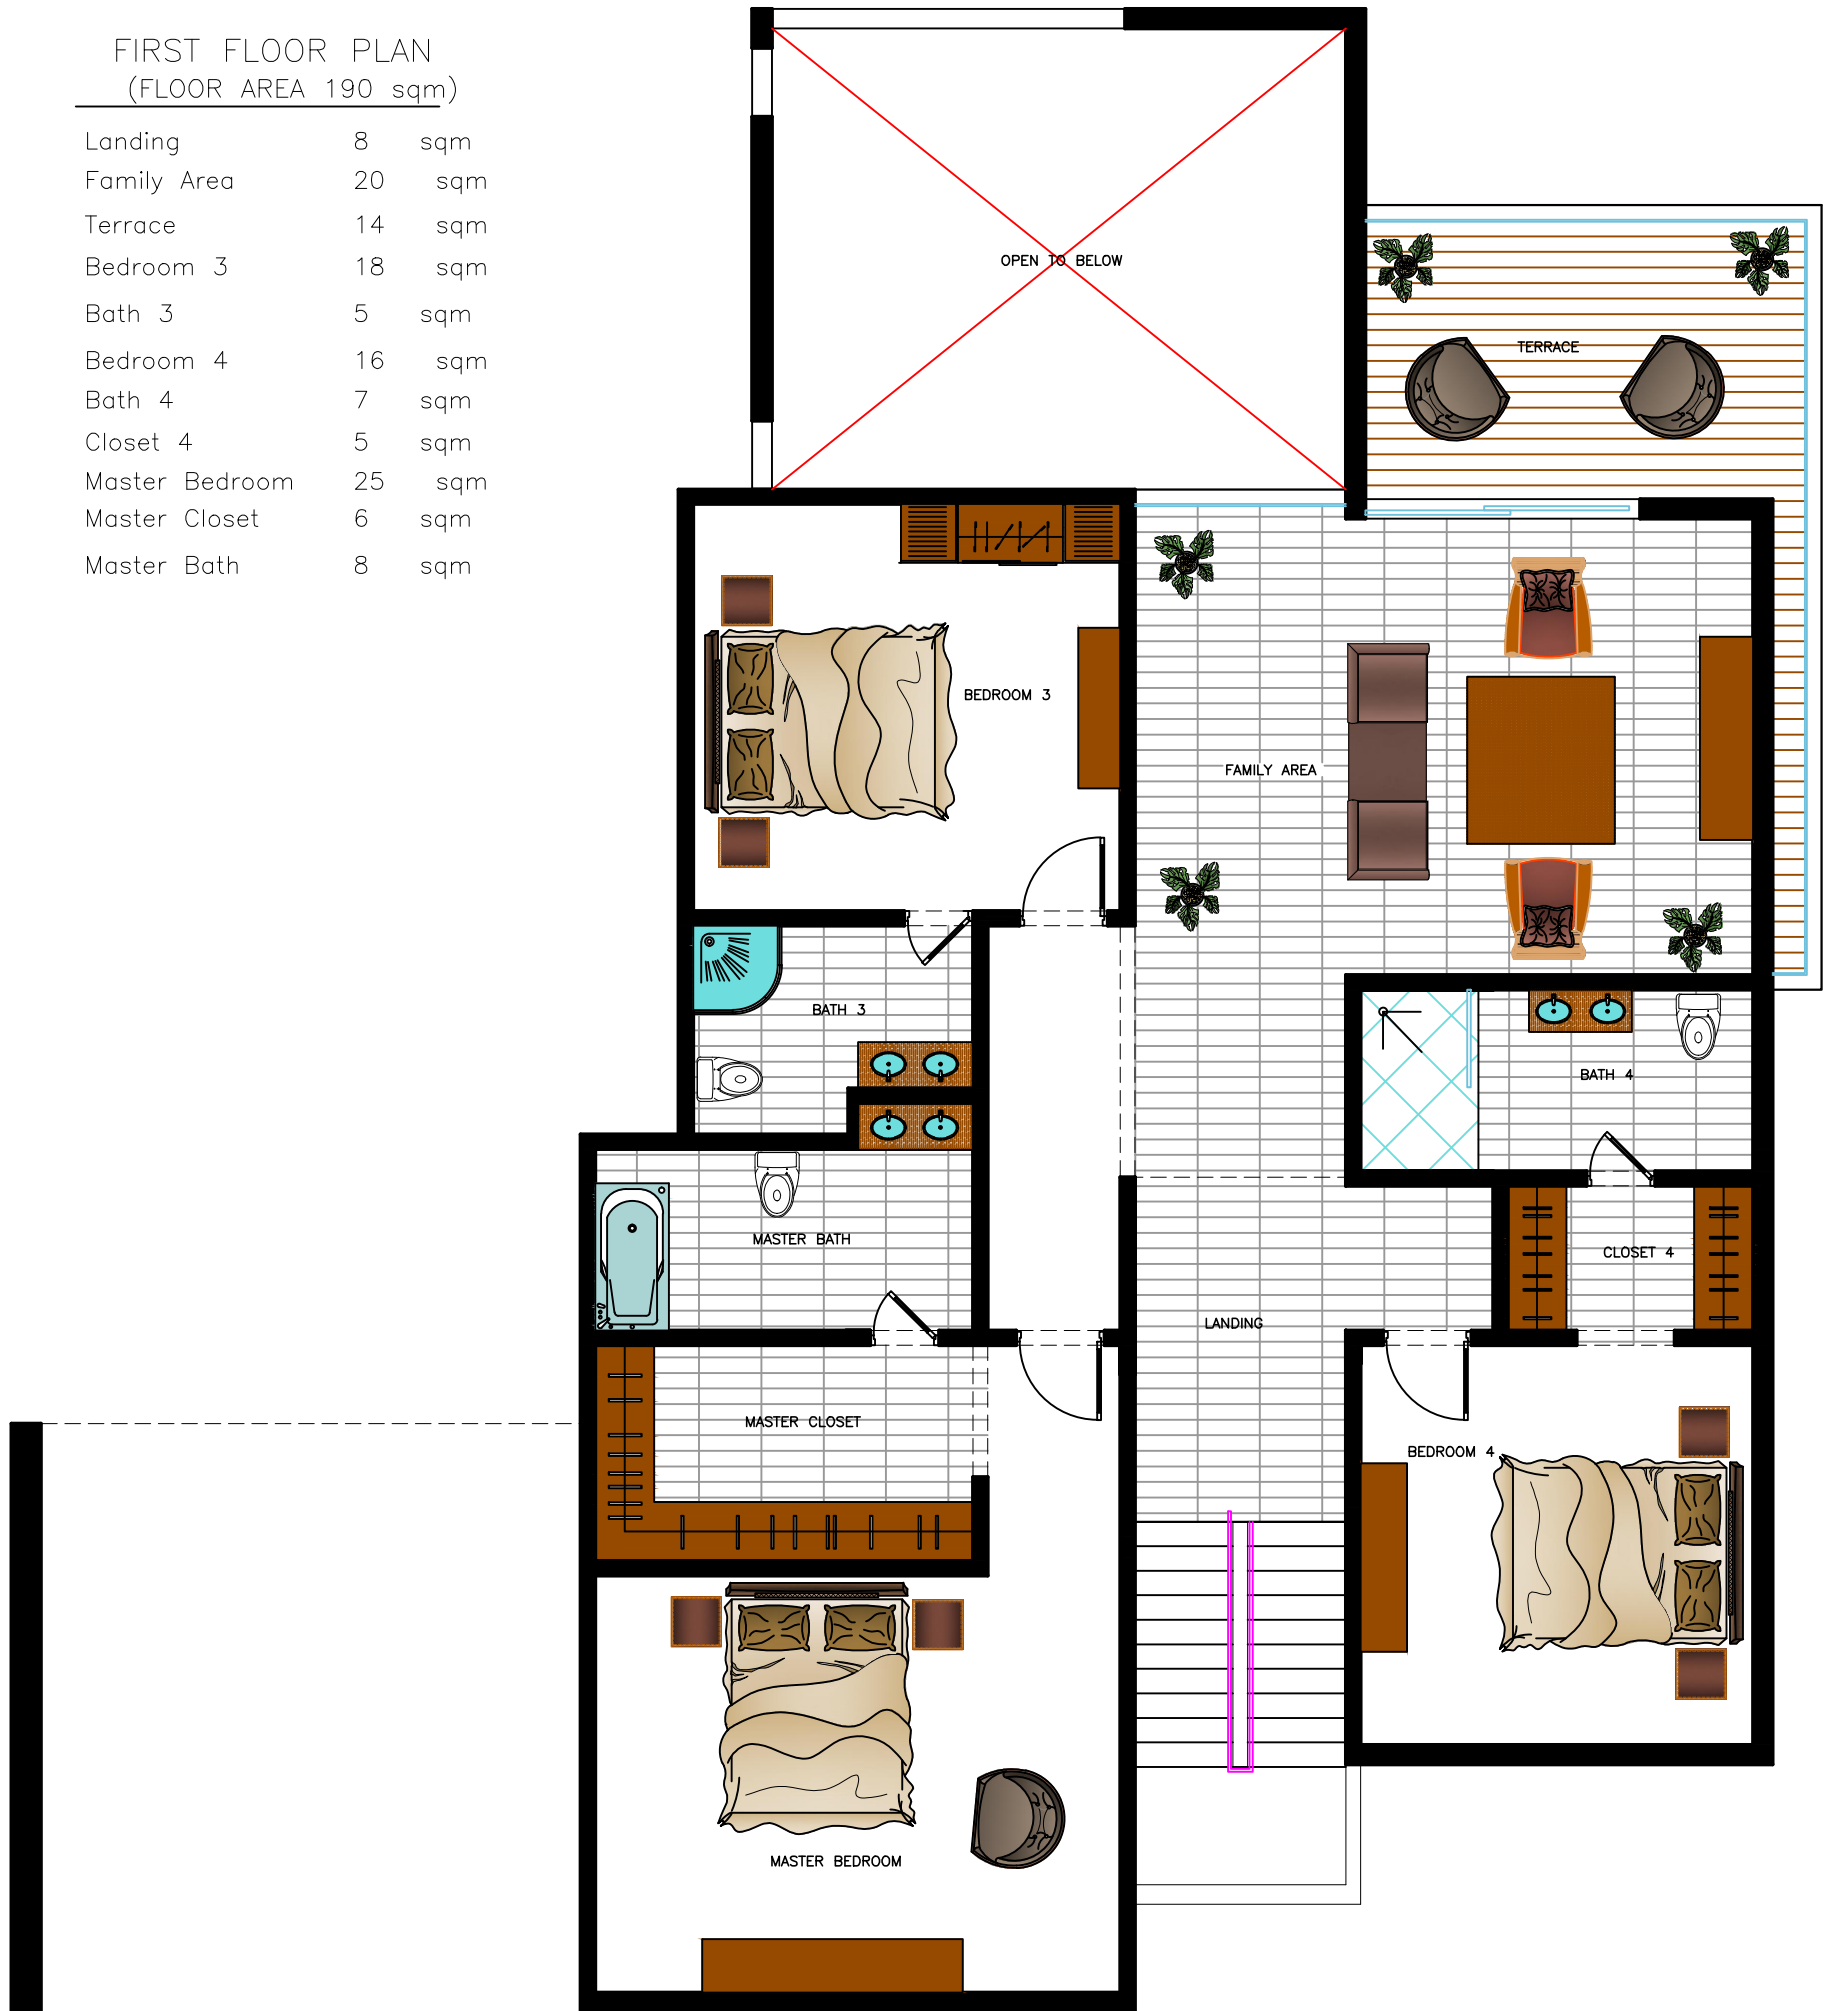 FIRST FLOOR PLAN
(FLOOR AREA 190 sqm)
Landing 8 sqm
Family Area 20 sqm
Terrace 14 sqm
Bedroom 3 18 sqm
Bath 3 5 sqm
Bedroom 4 16 sqm
Bath 4 7 sqm
Closet 4 5 sqm
Master Bedroom 25 sqm
Master Closet 6 sqm
Master Bath 8 sqm
OPEN TO BELOW
TERRACE
BEDROOM 3
FAMILY AREA
BATH 3
BATH 4
MASTER BATH
CLOSET 4
LANDING
MASTER CLOSET
BEDROOM 4
MASTER BEDROOM